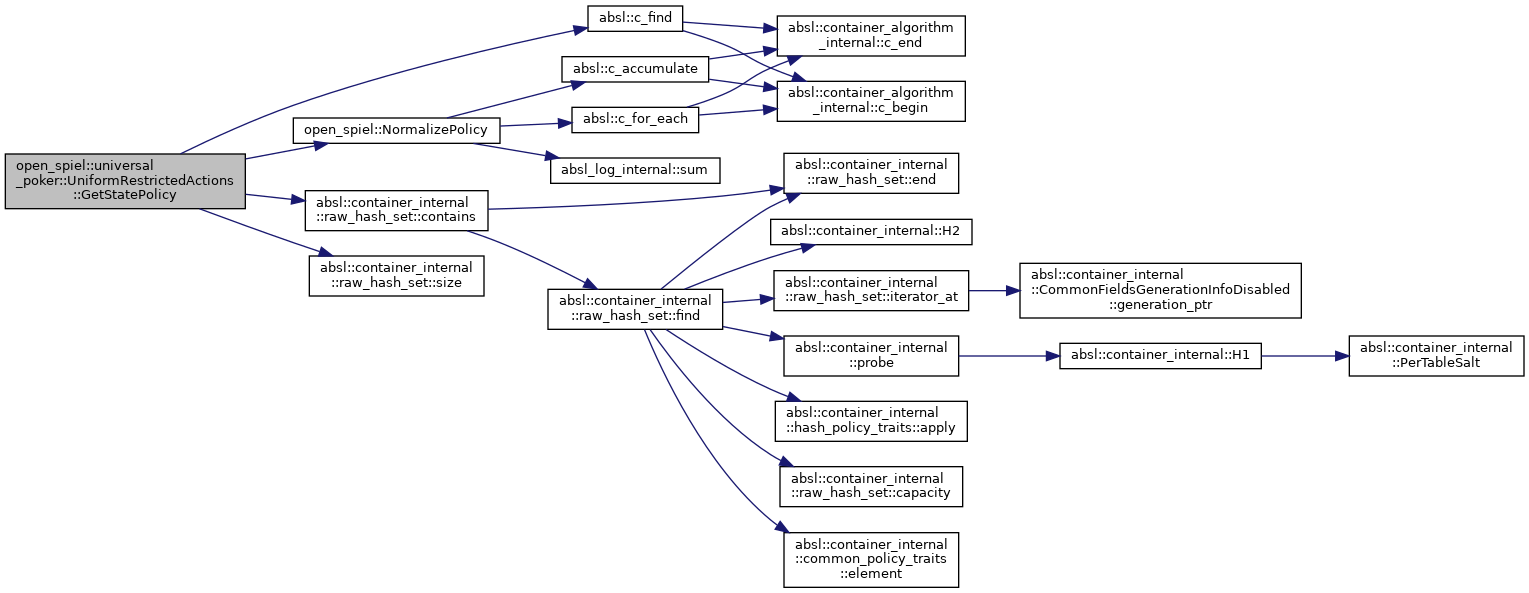 open_spiel::universal
_poker::UniformRestrictedActions
::GetStatePolicy
absl::c_find
open_spiel::NormalizePolicy
absl::container_internal
::raw_hash_set::contains
absl::container_internal
::raw_hash_set::size
absl::c_accumulate
absl::c_for_each
absl_log_internal::sum
absl::container_algorithm
_internal::c_end
absl::container_algorithm
_internal::c_begin
absl::container_internal
::raw_hash_set::end
absl::container_internal
::raw_hash_set::find
absl::container_internal::H2
absl::container_internal
::raw_hash_set::iterator_at
absl::container_internal
::CommonFieldsGenerationInfoDisabled
::generation_ptr
absl::container_internal
::probe
absl::container_internal::H1
absl::container_internal
::PerTableSalt
absl::container_internal
::hash_policy_traits::apply
absl::container_internal
::raw_hash_set::capacity
absl::container_internal
::common_policy_traits
::element